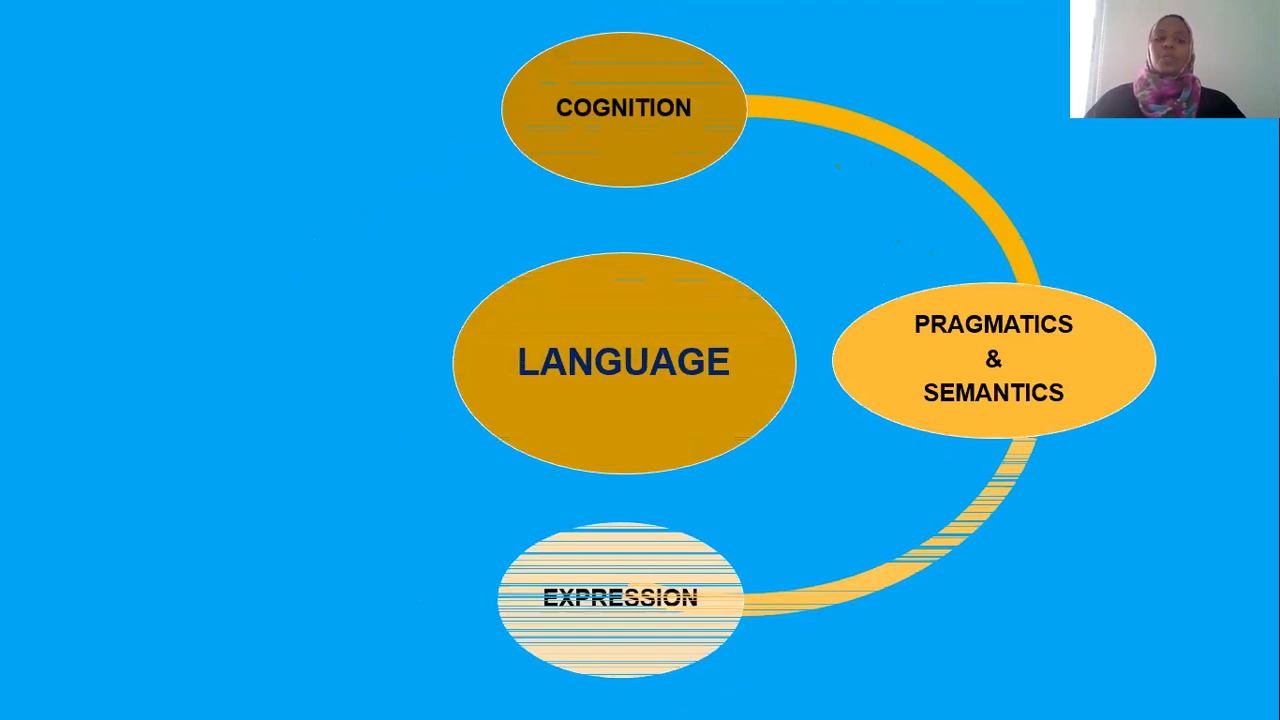 COGNITION
LANGUAGE
PRAGMATICS
&
SEMANTICS
EXPRESSION